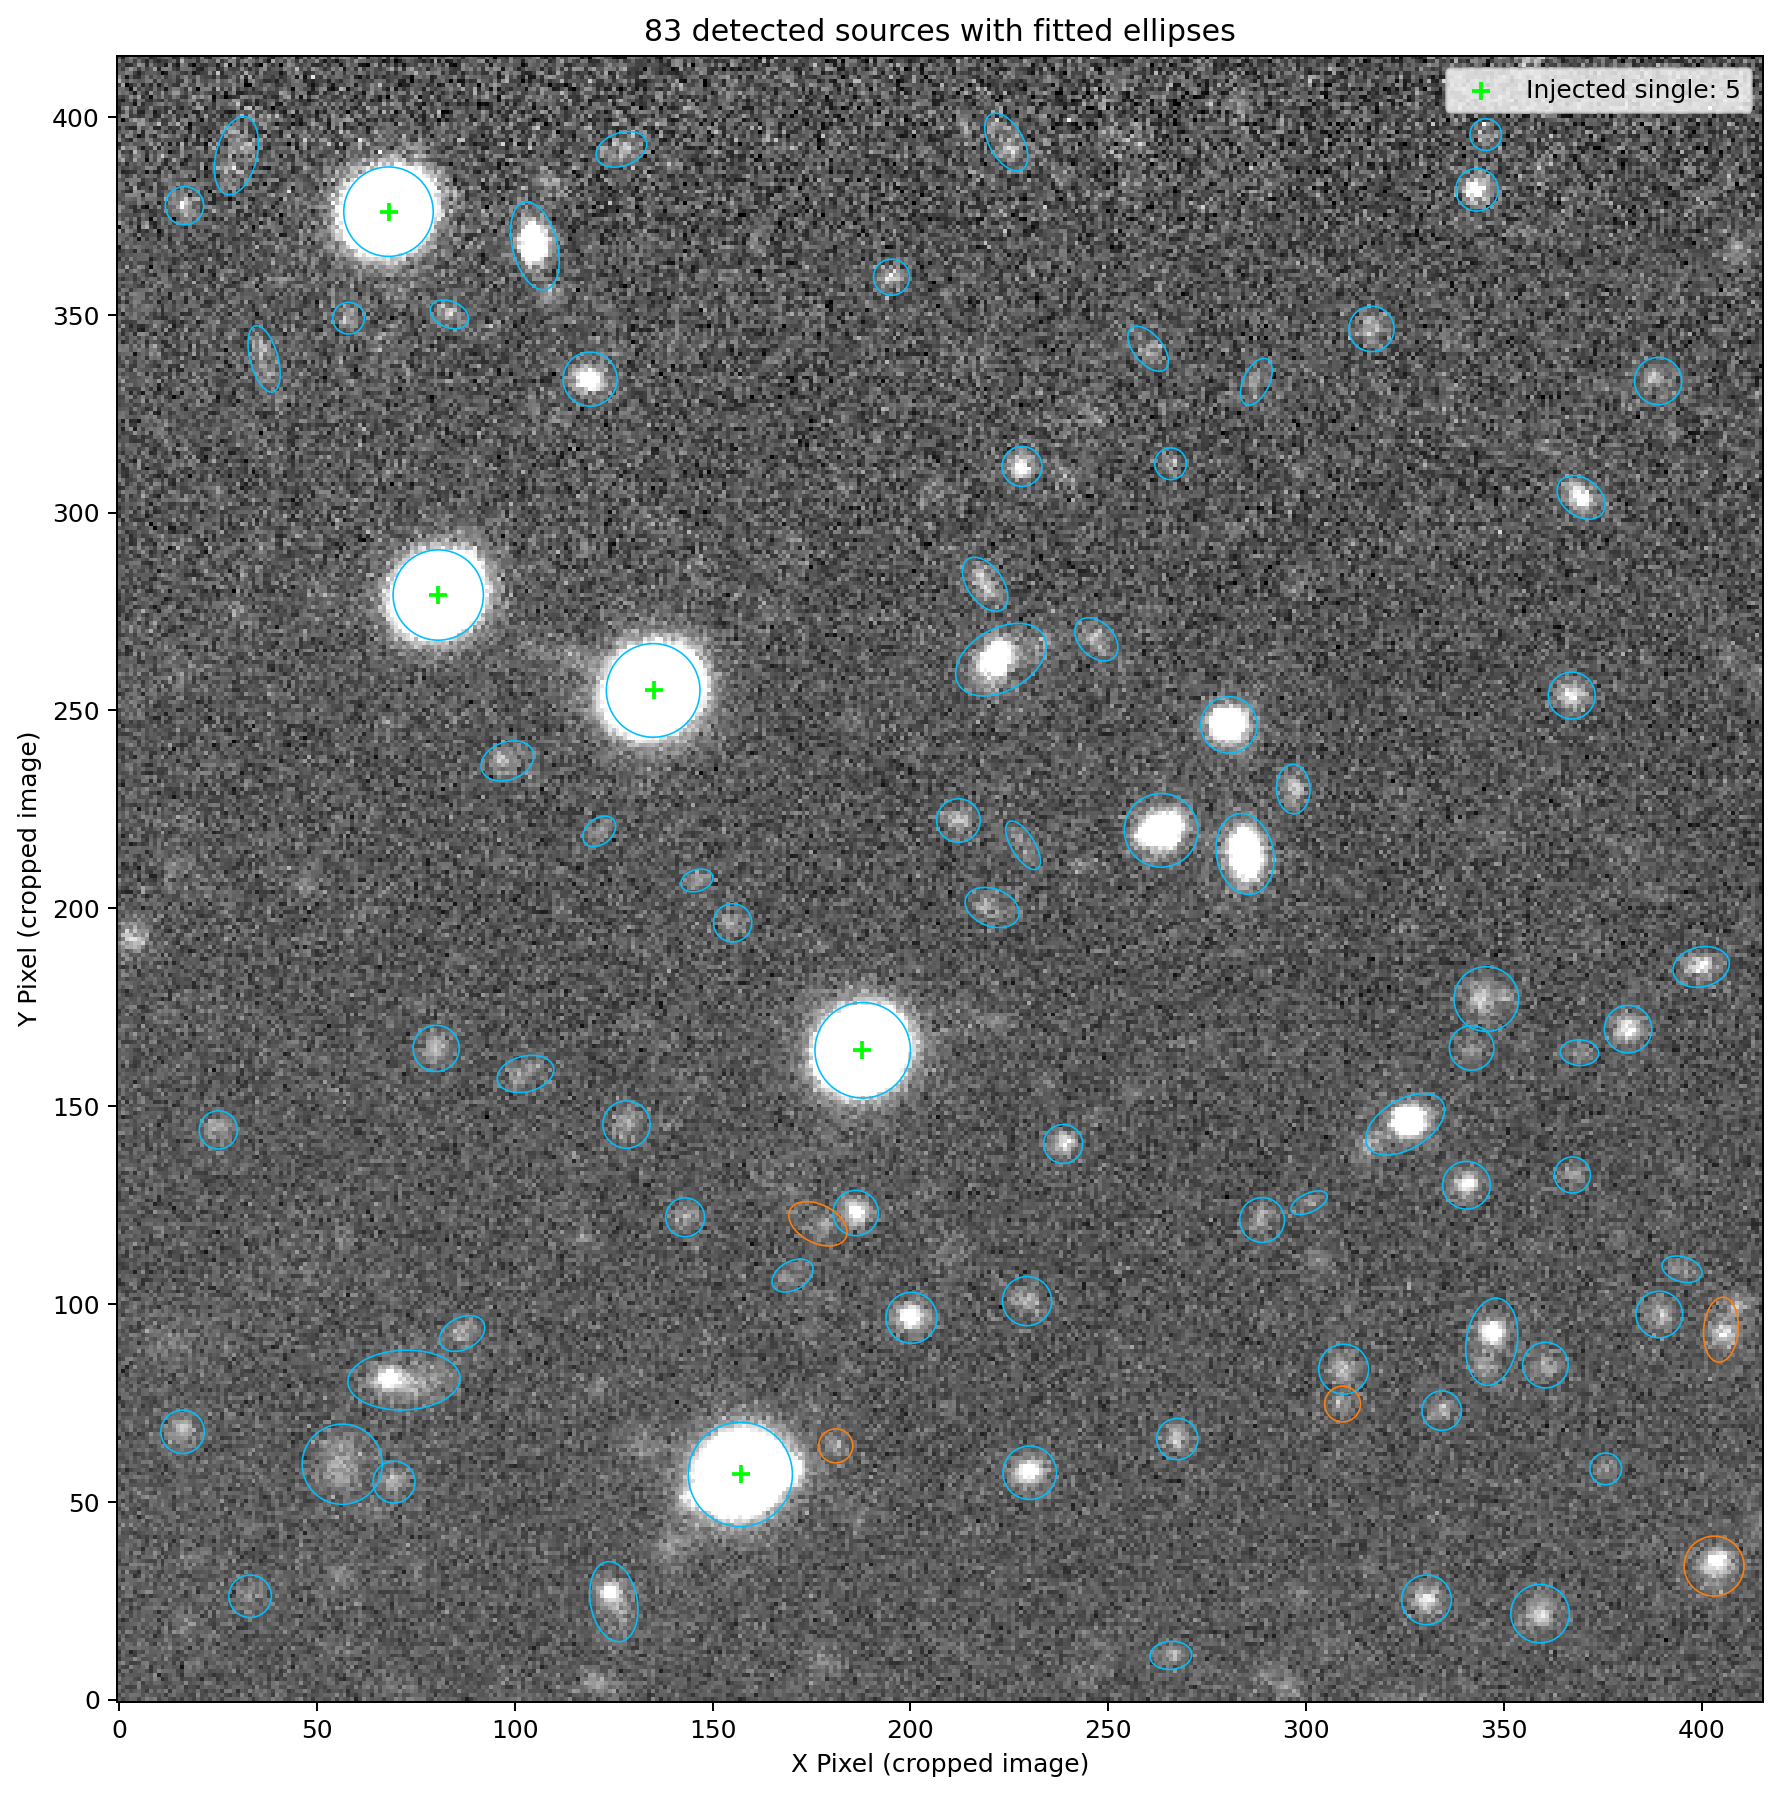 83 detected sources with fitted ellipses
Injected single: 5
400
350
300
250
200
150
100
50
0
Y Pixel (cropped image)
0 50 100 150 200 250 300 350 400
X Pixel (cropped image)